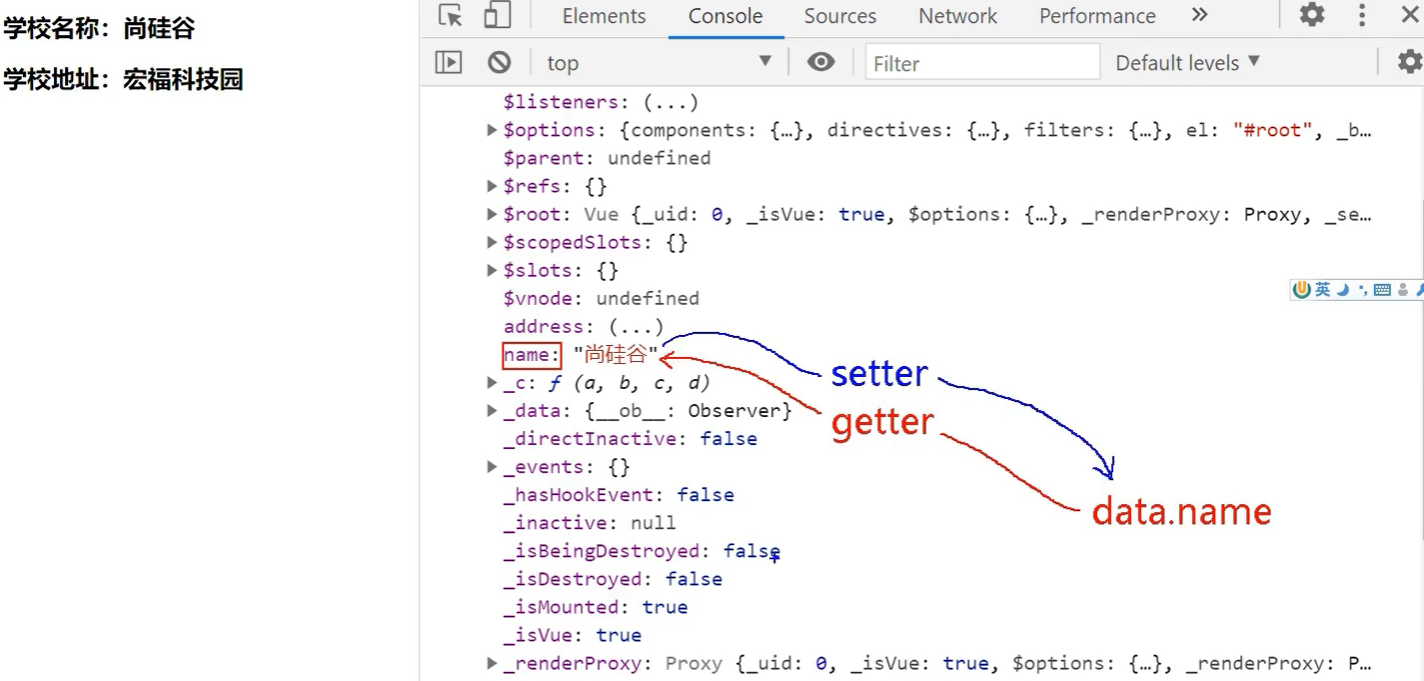 学校名称：尚硅谷
学校地址：宏福科技园
Elements Console Sources Network Performance
top Filter Default levels
$listeners: (...)
$options: {components: {…}, directives: {…}, filters: {…}, el: "#root", _b…
$parent: undefined
$refs: {}
$root: Vue {_uid: 0, _isVue: true, $options: {…}, _renderProxy: Proxy, _se…
$scopedSlots: {}
$slots: {}
$vnode: undefined
英
address: (...)
name: "尚硅谷"
setter
_c: ƒ (a, b, c, d)
_data: {__ob__: Observer}
getter
_directInactive: false
_events: {}
_hasHookEvent: false
data.name
_inactive: null
_isBeingDestroyed: false
_isDestroyed: false
_isMounted: true
_isVue: true
_renderProxy: Proxy {_uid: 0, _isVue: true, $options: {…}, _renderProxy: P…